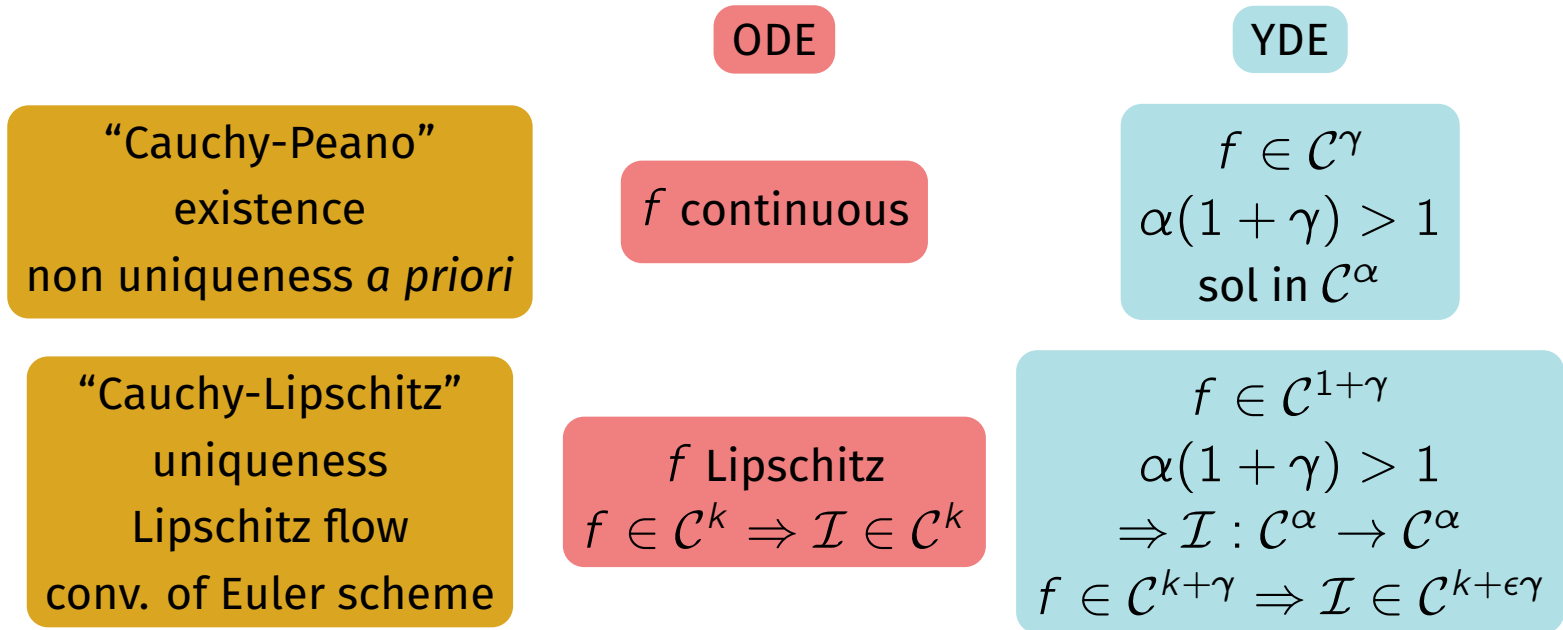 ODE
YDE
“Cauchy-Peano”
existence
non uniqueness a priori
f continuous
f ∈ 𝒞^γ
α(1 + γ) > 1
sol in 𝒞^α
“Cauchy-Lipschitz”
uniqueness
Lipschitz flow
conv. of Euler scheme
f Lipschitz
f ∈ 𝒞^k ⇒ ℐ ∈ 𝒞^k
f ∈ 𝒞^{1+γ}
α(1 + γ) > 1
⇒ ℐ : 𝒞^α → 𝒞^α
f ∈ 𝒞^{k+γ} ⇒ ℐ ∈ 𝒞^{k+ϵγ}